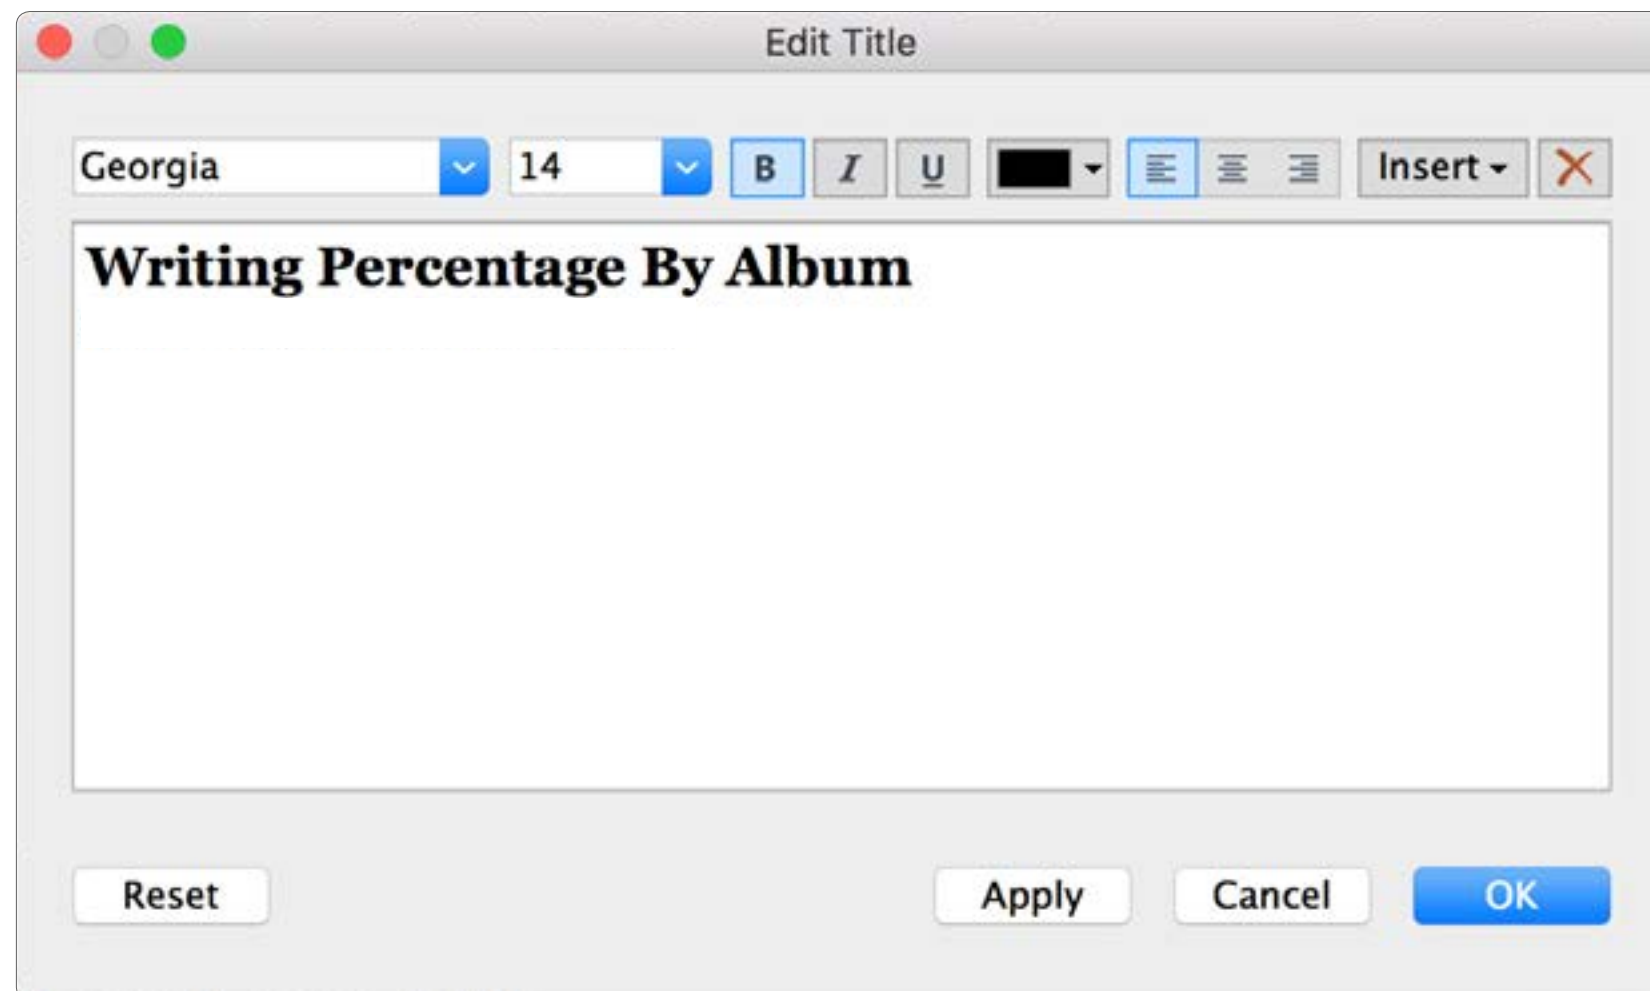 Edit Title
Georgia 14 B I U Insert
Writing Percentage By Album
Reset Apply Cancel OK